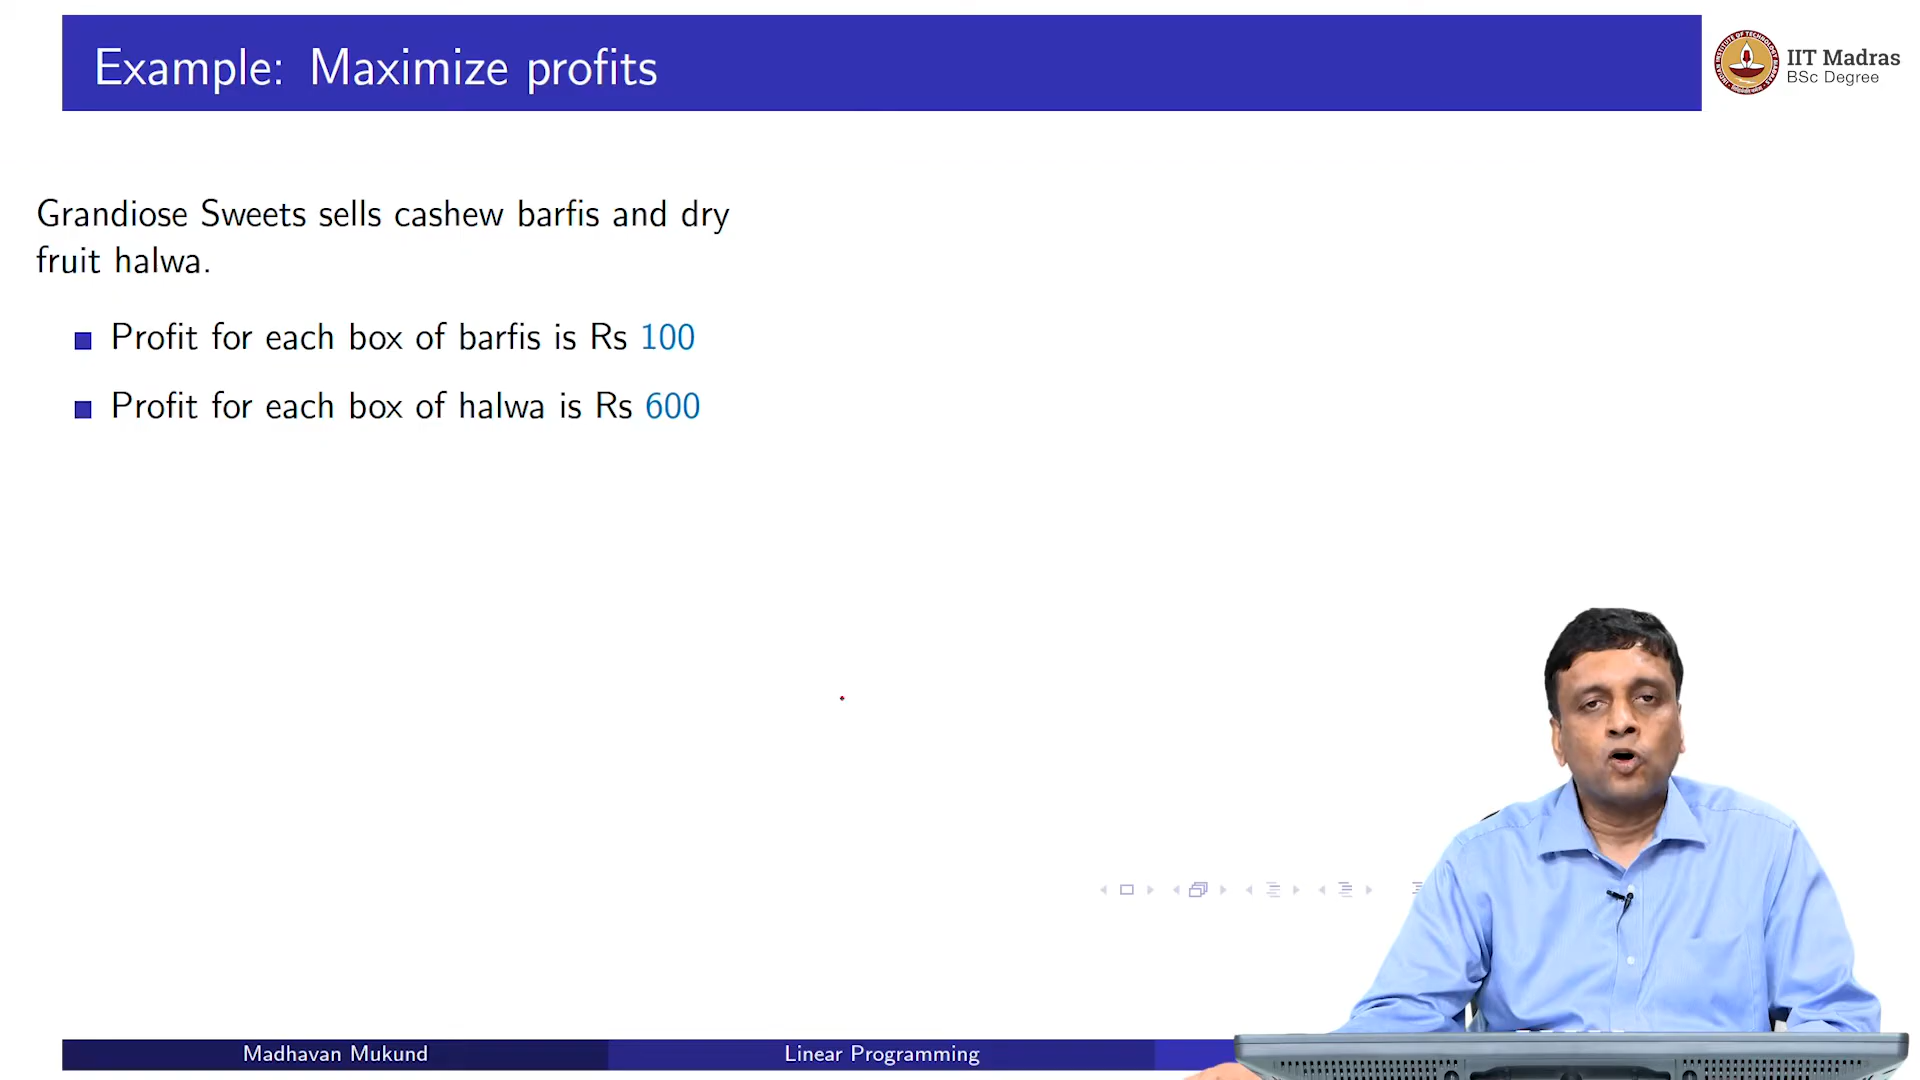 Example: Maximize profits
IIT Madras
BSc Degree
Grandiose Sweets sells cashew barfis and dry
fruit halwa.
Profit for each box of barfis is Rs 100
Profit for each box of halwa is Rs 600
Madhavan Mukund
Linear Programming